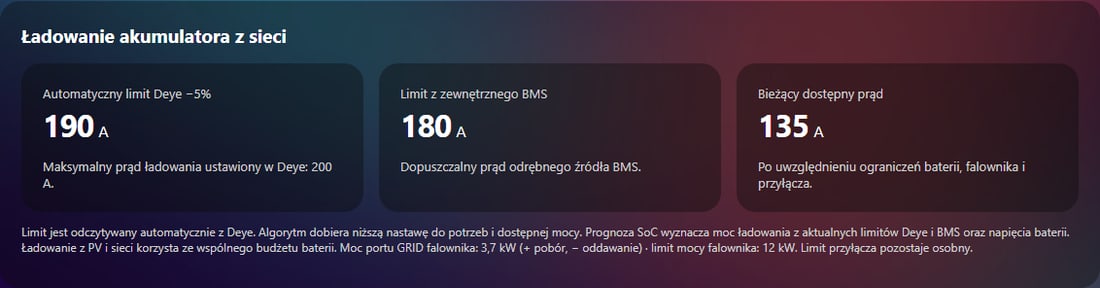 Ładowanie akumulatora z sieci
Automatyczny limit Deye −5%
190 A
Maksymalny prąd ładowania ustawiony w Deye: 200
A.
Limit z zewnętrznego BMS
180 A
Dopuszczalny prąd odrębnego źródła BMS.
Bieżący dostępny prąd
135 A
Po uwzględnieniu ograniczeń baterii, falownika i
przyłącza.
Limit jest odczytywany automatycznie z Deye. Algorytm dobiera niższą nastawę do potrzeb i dostępnej mocy. Prognoza SoC wyznacza moc ładowania z aktualnych limitów Deye i BMS oraz napięcia baterii.
Ładowanie z PV i sieci korzysta ze wspólnego budżetu baterii. Moc portu GRID falownika: 3,7 kW (+ pobór, − oddawanie) · limit mocy falownika: 12 kW. Limit przyłącza pozostaje osobny.